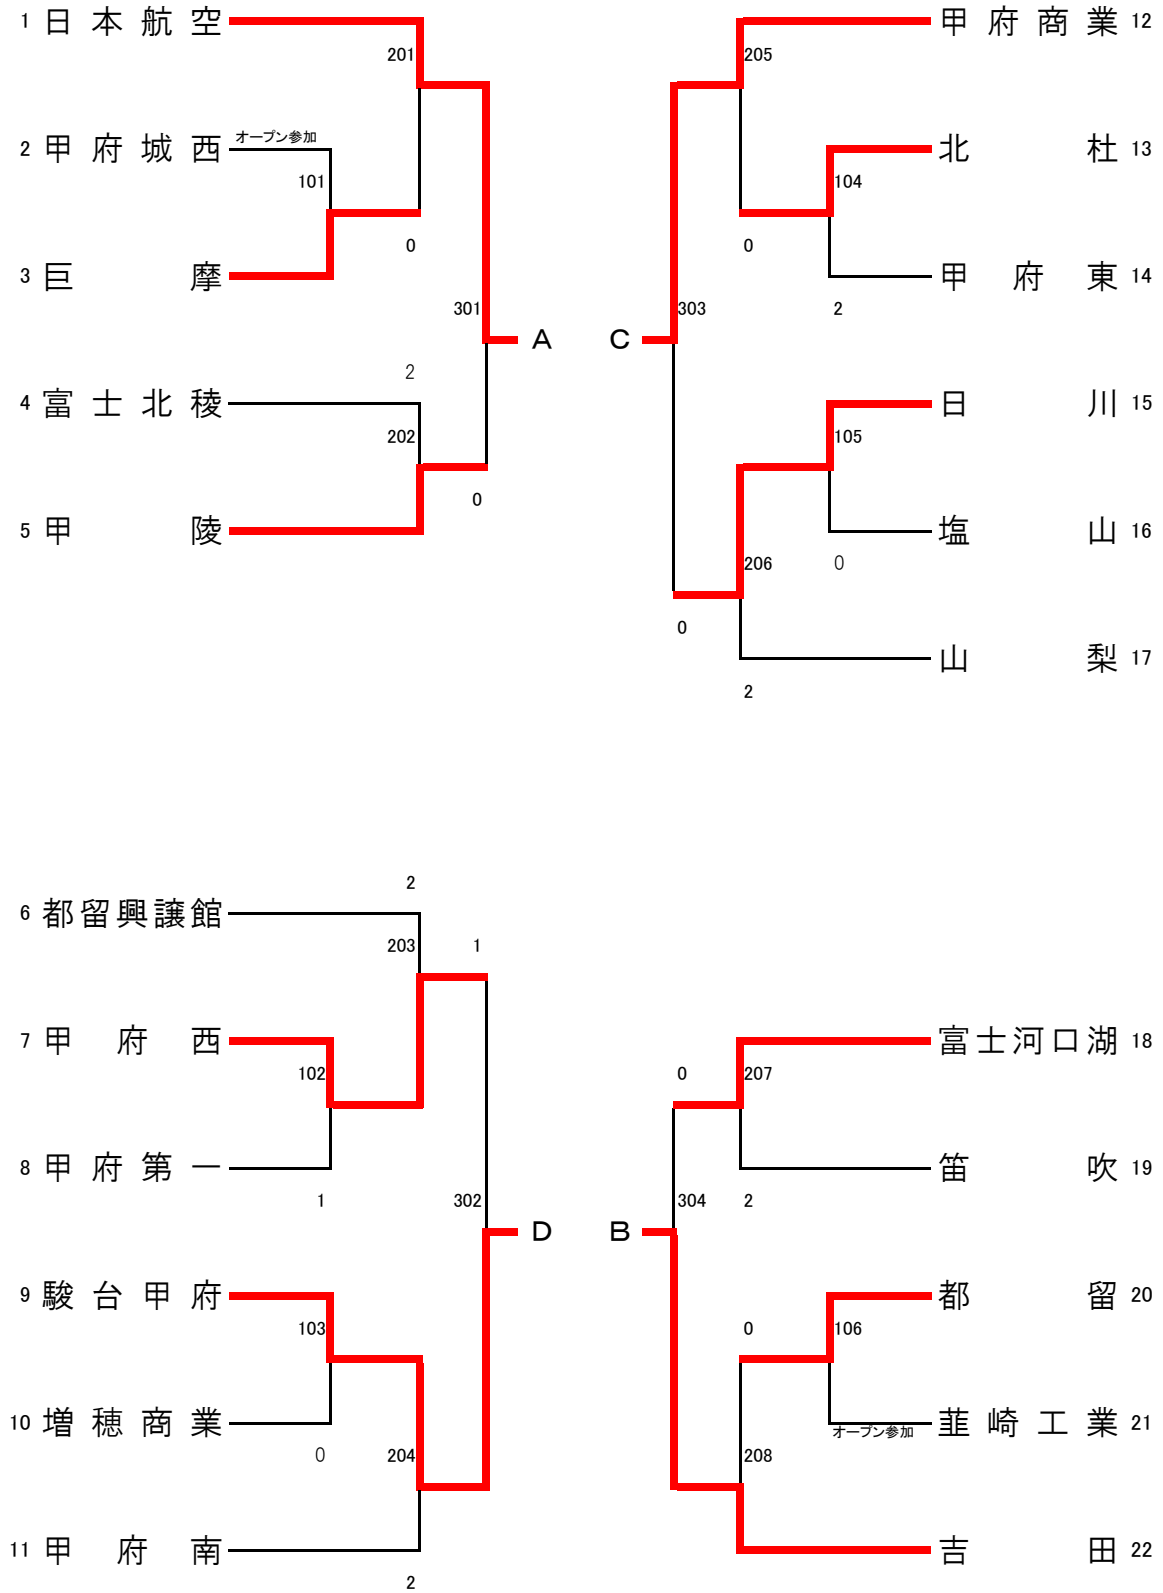 1 日本航空
201
2 甲府城西
オープン参加
101
3 巨摩
0
301
A
2
4 富士北稜
202
0
5 甲陵
甲府商業 12
205
北杜 13
104
0
甲府東 14
2
303
C
日川 15
105
塩山 16
0
206
0
山梨 17
2
2
6 都留興譲館
203
1
7 甲府西
102
8 甲府第一
1
302
D
9 駿台甲府
103
10 増穂商業
0
204
11 甲府南
2
富士河口湖 18
0
207
笛吹 19
2
304
B
都留 20
0
106
韮崎工業 21
オープン参加
208
吉田 22